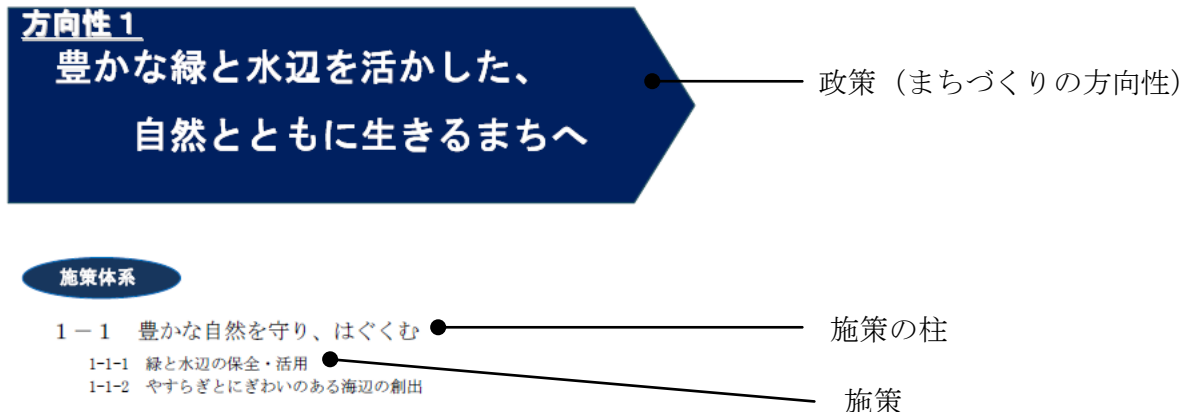 方向性1
豊かな緑と水辺を活かした、
自然とともに生きるまちへ
政策（まちづくりの方向性）
施策体系
1－1　豊かな自然を守り、はぐくむ
施策の柱
1-1-1　緑と水辺の保全・活用
1-1-2　やすらぎとにぎわいのある海辺の創出
施策